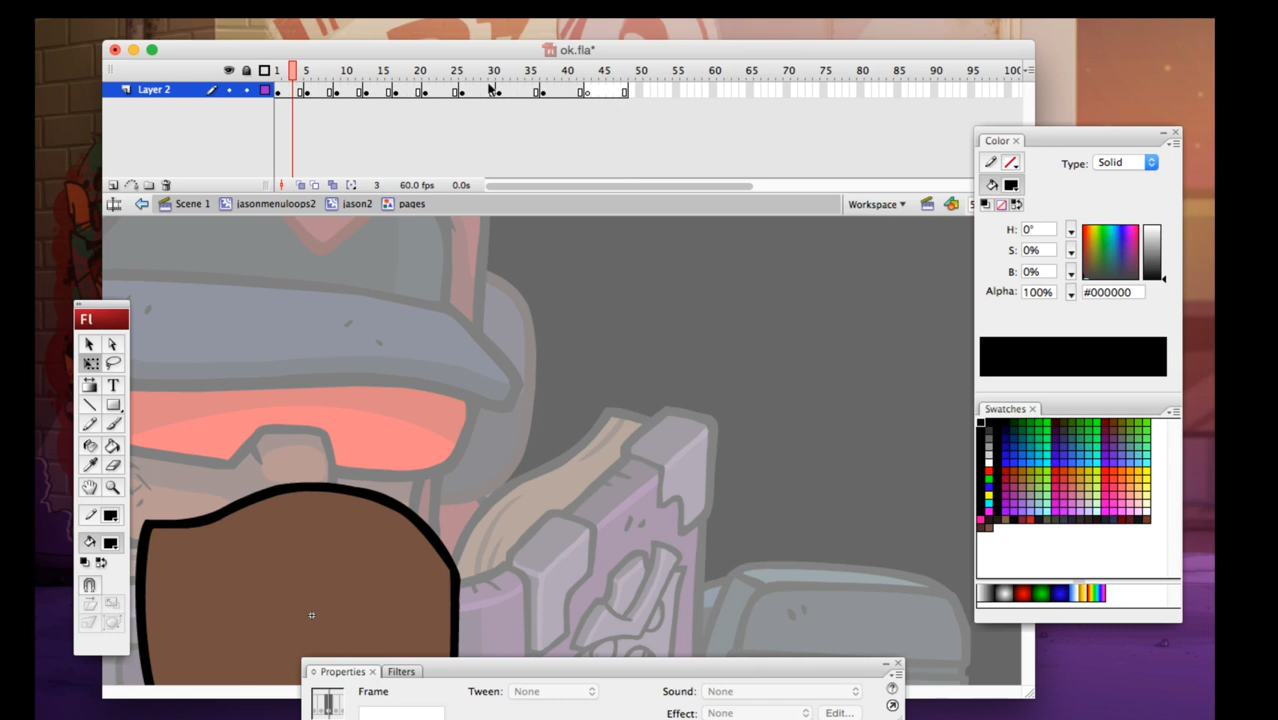 ok.fla*
1 5 10 15 20 25 30 35 40 45 50 55 60 65 70 75 80 85 90 95 100
Layer 2
3 60.0 fps 0.0s
Scene 1 jasonmenuloops2 jason2 pages Workspace 5
Color
Type: Solid
H: 0°
S: 0%
B: 0%
Alpha: 100% #000000
Fl
T
Swatches
Properties Filters
Frame Tween: None Sound: None
Effect: None Edit...